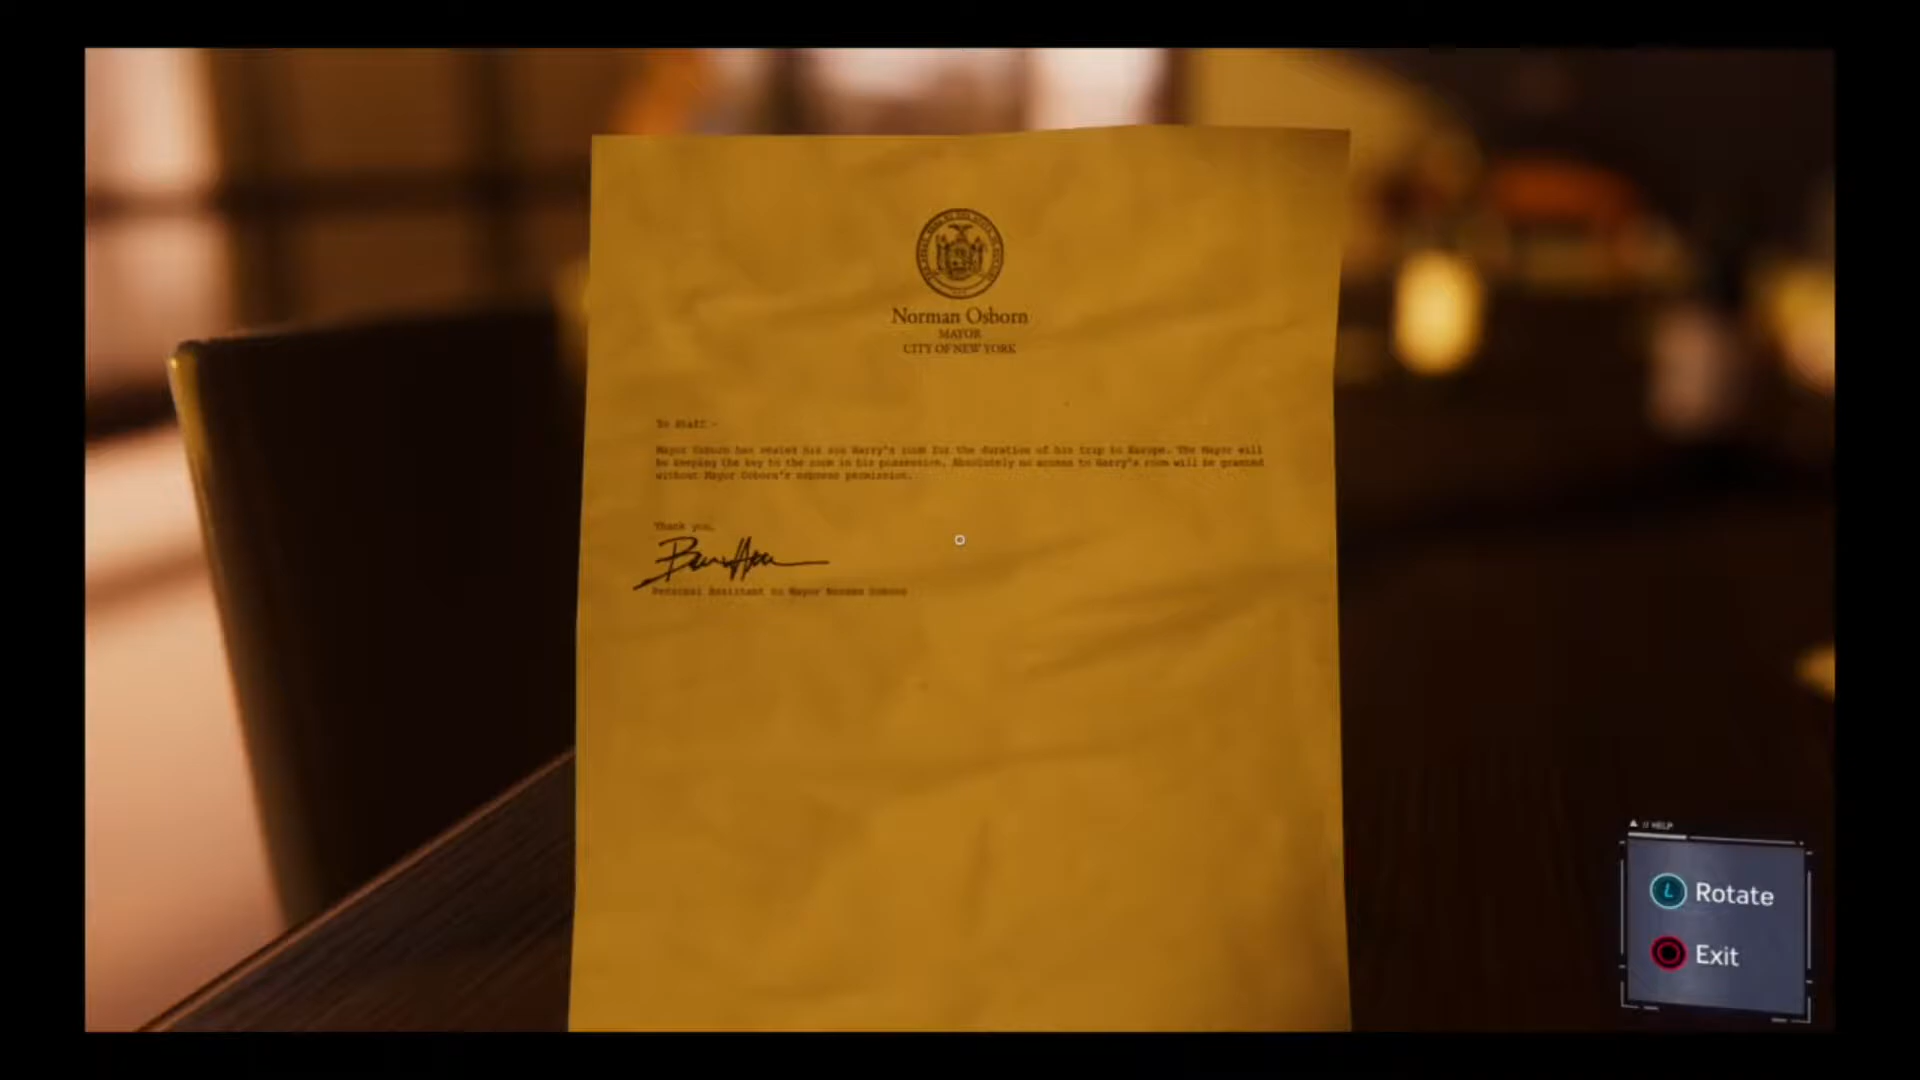 Norman Osborn
MAYOR
CITY OF NEW YORK
To Staff -
Mayor Osborn has sealed his son Harry's room for the duration of his trip to Europe. The Mayor will
be keeping the key to the room in his possession. Absolutely no access to Harry's room will be granted
without Mayor Osborn's express permission.
Thank you,
Personal Assistant to Mayor Norman Osborn
// HELP
L Rotate
Exit